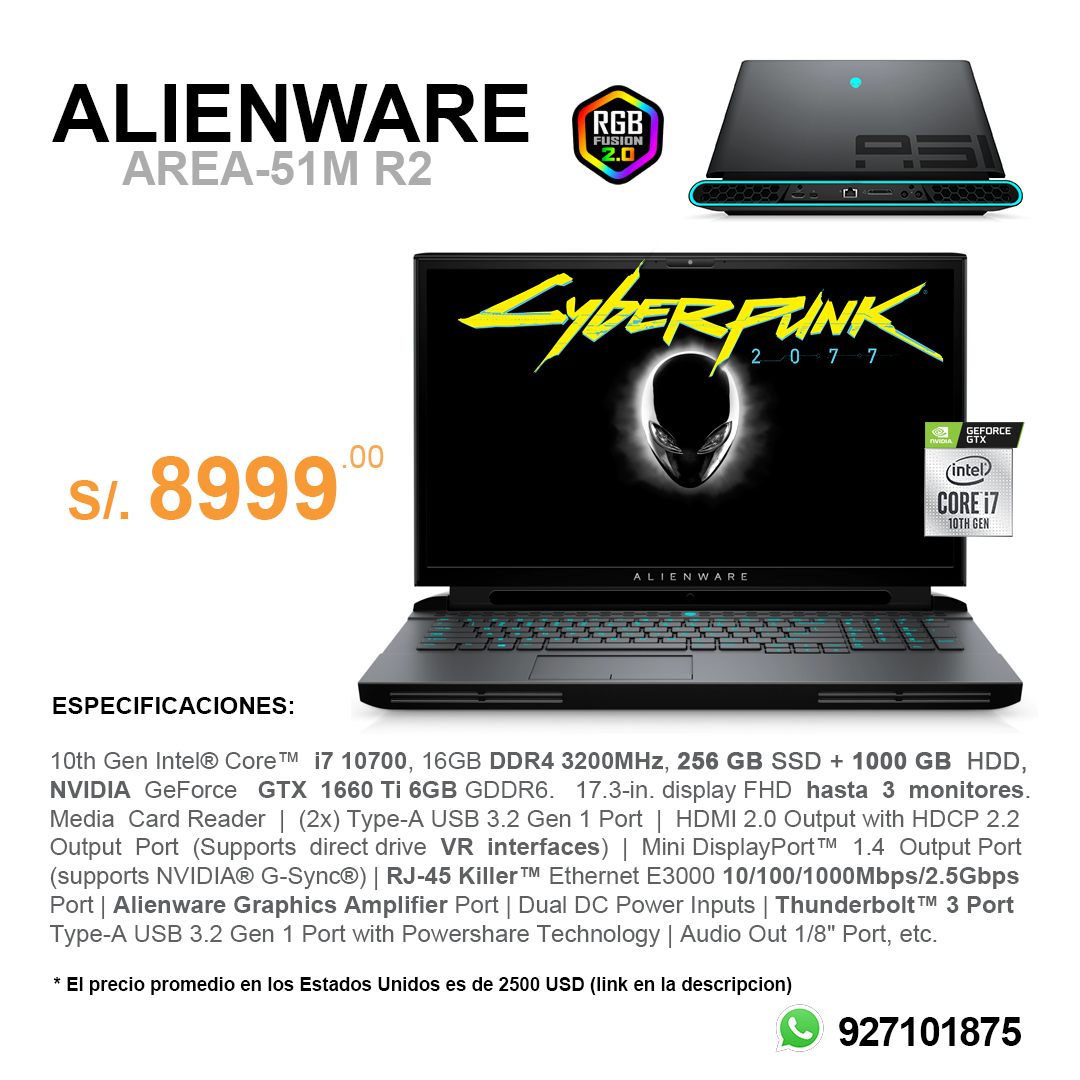 ALIENWARE
AREA-51M R2
RGB
FUSION
2.0
A51
CYBERPUNK
2077
NVIDIA
GEFORCE
GTX
intel
CORE i7
10TH GEN
S/. 8999.00
ALIENWARE
ESPECIFICACIONES:
10th Gen Intel® Core™ i7 10700, 16GB DDR4 3200MHz, 256 GB SSD + 1000 GB HDD,
NVIDIA GeForce GTX 1660 Ti 6GB GDDR6. 17.3-in. display FHD hasta 3 monitores.
Media Card Reader | (2x) Type-A USB 3.2 Gen 1 Port | HDMI 2.0 Output with HDCP 2.2
Output Port (Supports direct drive VR interfaces) | Mini DisplayPort™ 1.4 Output Port
(supports NVIDIA® G-Sync®) | RJ-45 Killer™ Ethernet E3000 10/100/1000Mbps/2.5Gbps
Port | Alienware Graphics Amplifier Port | Dual DC Power Inputs | Thunderbolt™ 3 Port
Type-A USB 3.2 Gen 1 Port with Powershare Technology | Audio Out 1/8" Port, etc.
* El precio promedio en los Estados Unidos es de 2500 USD (link en la descripcion)
927101875